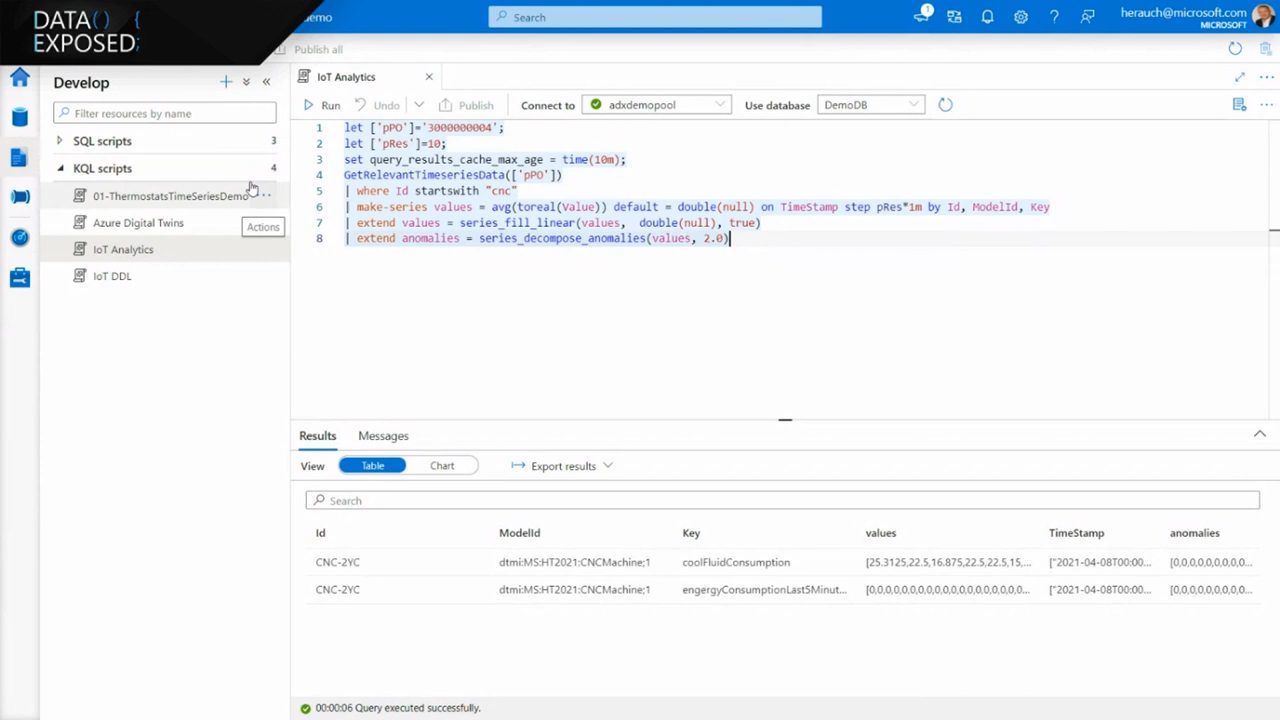 DATA() {
EXPOSED;
demo
Search
1
herauch@microsoft.com
MICROSOFT
Publish all
Develop
Filter resources by name
SQL scripts 3
KQL scripts 4
01-ThermostatsTimeSeriesDemo ...
Azure Digital Twins
Actions
IoT Analytics
IoT DDL
IoT Analytics
Run Undo Publish Connect to adxdemopool Use database DemoDB
1 let ['pPO']='3000000004';
2 let ['pRes']=10;
3 set query_results_cache_max_age = time(10m);
4 GetRelevantTimeseriesData(['pPO'])
5 | where Id startswith "cnc"
6 | make-series values = avg(toreal(Value)) default = double(null) on TimeStamp step pRes*1m by Id, ModelId, Key
7 | extend values = series_fill_linear(values,  double(null), true)
8 | extend anomalies = series_decompose_anomalies(values, 2.0)
Results Messages
View Table Chart Export results
Search
Id ModelId Key values TimeStamp anomalies
CNC-2YC dtmi:MS:HT2021:CNCMachine;1 coolFluidConsumption [25.3125,22.5,16.875,22.5,22.5,15,... ["2021-04-08T00:00... [0,0,0,0,0,0,0,0...
CNC-2YC dtmi:MS:HT2021:CNCMachine;1 engergyConsumptionLast5Minut... [0,0,0,0,0,0,0,0,0,0,0,0,0,0,0,0,0... ["2021-04-08T00:00... [0,0,0,0,0,0,0,0...
00:00:06 Query executed successfully.